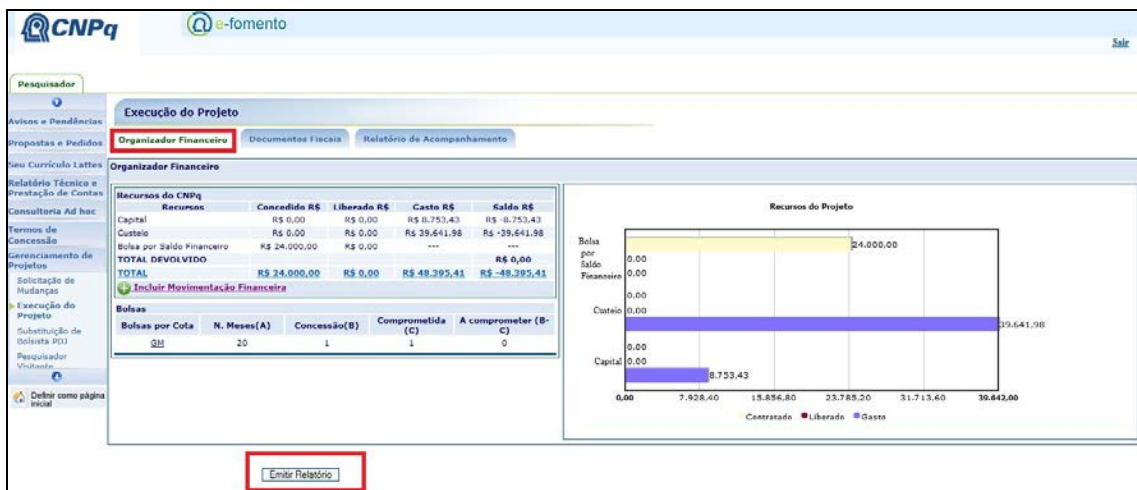 CNPq
e-fomento
Sair
Pesquisador
Avisos e Pendências
Propostas e Pedidos
Seu Currículo Lattes
Relatório Técnico e
Prestação de Contas
Consultoria Ad hoc
Termos de
Concessão
Gerenciamento de
Projetos
Solicitação de
Mudanças
Execução do
Projeto
Substituição de
Bolsista PDJ
Pesquisador
Visitante
Definir como página
inicial
Execução do Projeto
Organizador Financeiro Documentos Fiscais Relatório de Acompanhamento
Organizador Financeiro
Recursos do CNPq
Recursos Concedido R$ Liberado R$ Gasto R$ Saldo R$
Capital R$ 0,00 R$ 0,00 R$ 8.753,43 R$ -8.753,43
Custeio R$ 0,00 R$ 0,00 R$ 39.641,98 R$ -39.641,98
Bolsa por Saldo Financeiro R$ 24.000,00 R$ 0,00 --- ---
TOTAL DEVOLVIDO R$ 0,00
TOTAL R$ 24.000,00 R$ 0,00 R$ 48.395,41 R$ -48.395,41
Incluir Movimentação Financeira
Bolsas
Bolsas por Cota N. Meses(A) Concessão(B) Comprometida (C) A comprometer (B-C)
GM 20 1 1 0
Recursos do Projeto
Bolsa
por
Saldo
Financeiro
24.000,00
0,00
0,00
Custeio
0,00
0,00
39.641,98
Capital
0,00
0,00
8.753,43
0,00 7.928,40 15.856,80 23.785,20 31.713,60 39.642,00
Contratado Liberado Gasto
Emitir Relatório